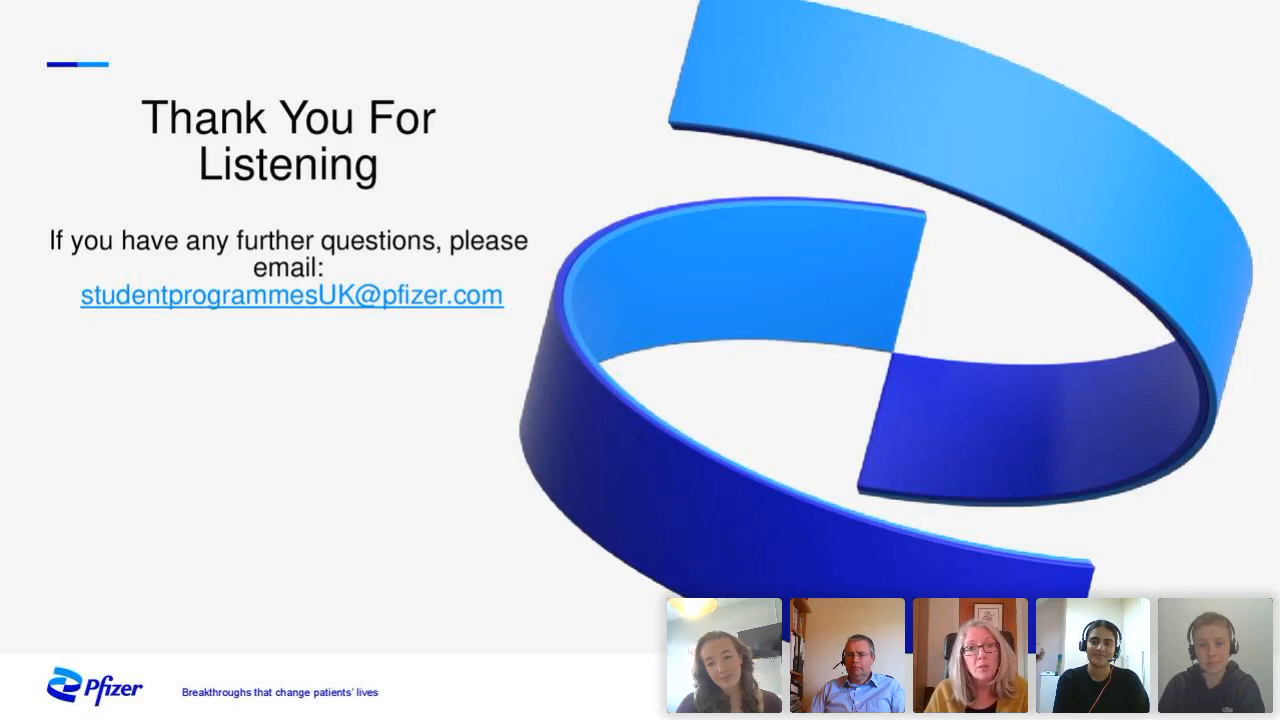 Thank You For
Listening
If you have any further questions, please
email:
studentprogrammesUK@pfizer.com
Pfizer
Breakthroughs that change patients' lives